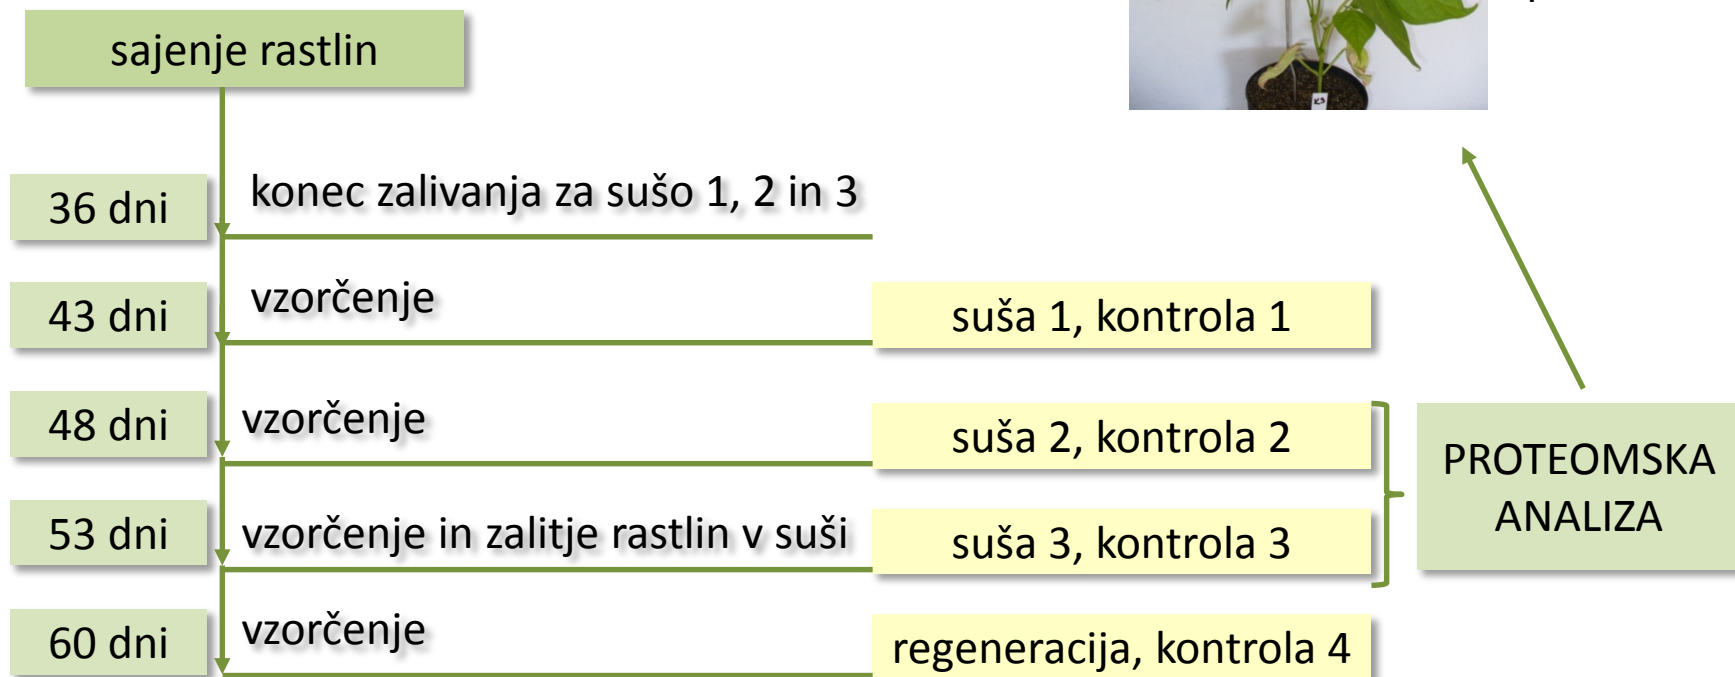 sajenje rastlin
36 dni
konec zalivanja za sušo 1, 2 in 3
43 dni
vzorčenje
suša 1, kontrola 1
48 dni
vzorčenje
suša 2, kontrola 2
53 dni
vzorčenje in zalitje rastlin v suši
suša 3, kontrola 3
PROTEOMSKA
ANALIZA
60 dni
vzorčenje
regeneracija, kontrola 4